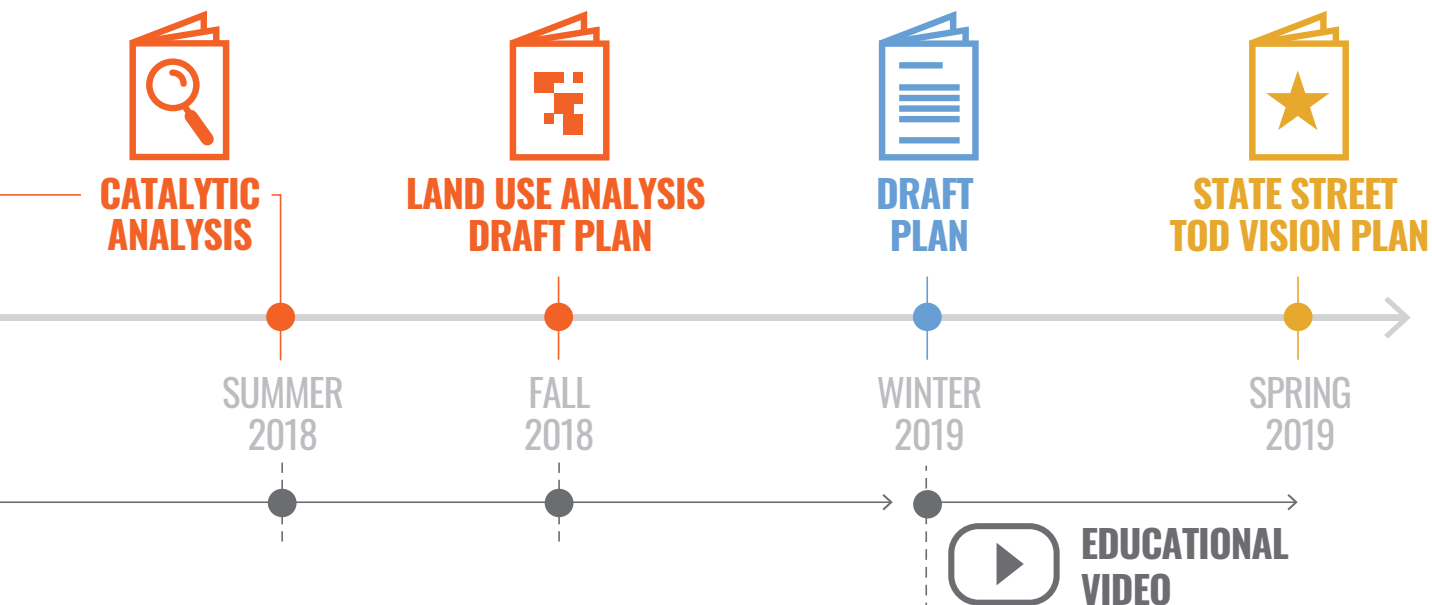 CATALYTIC
ANALYSIS
LAND USE ANALYSIS
DRAFT PLAN
DRAFT
PLAN
STATE STREET
TOD VISION PLAN
SUMMER
2018
FALL
2018
WINTER
2019
SPRING
2019
EDUCATIONAL
VIDEO